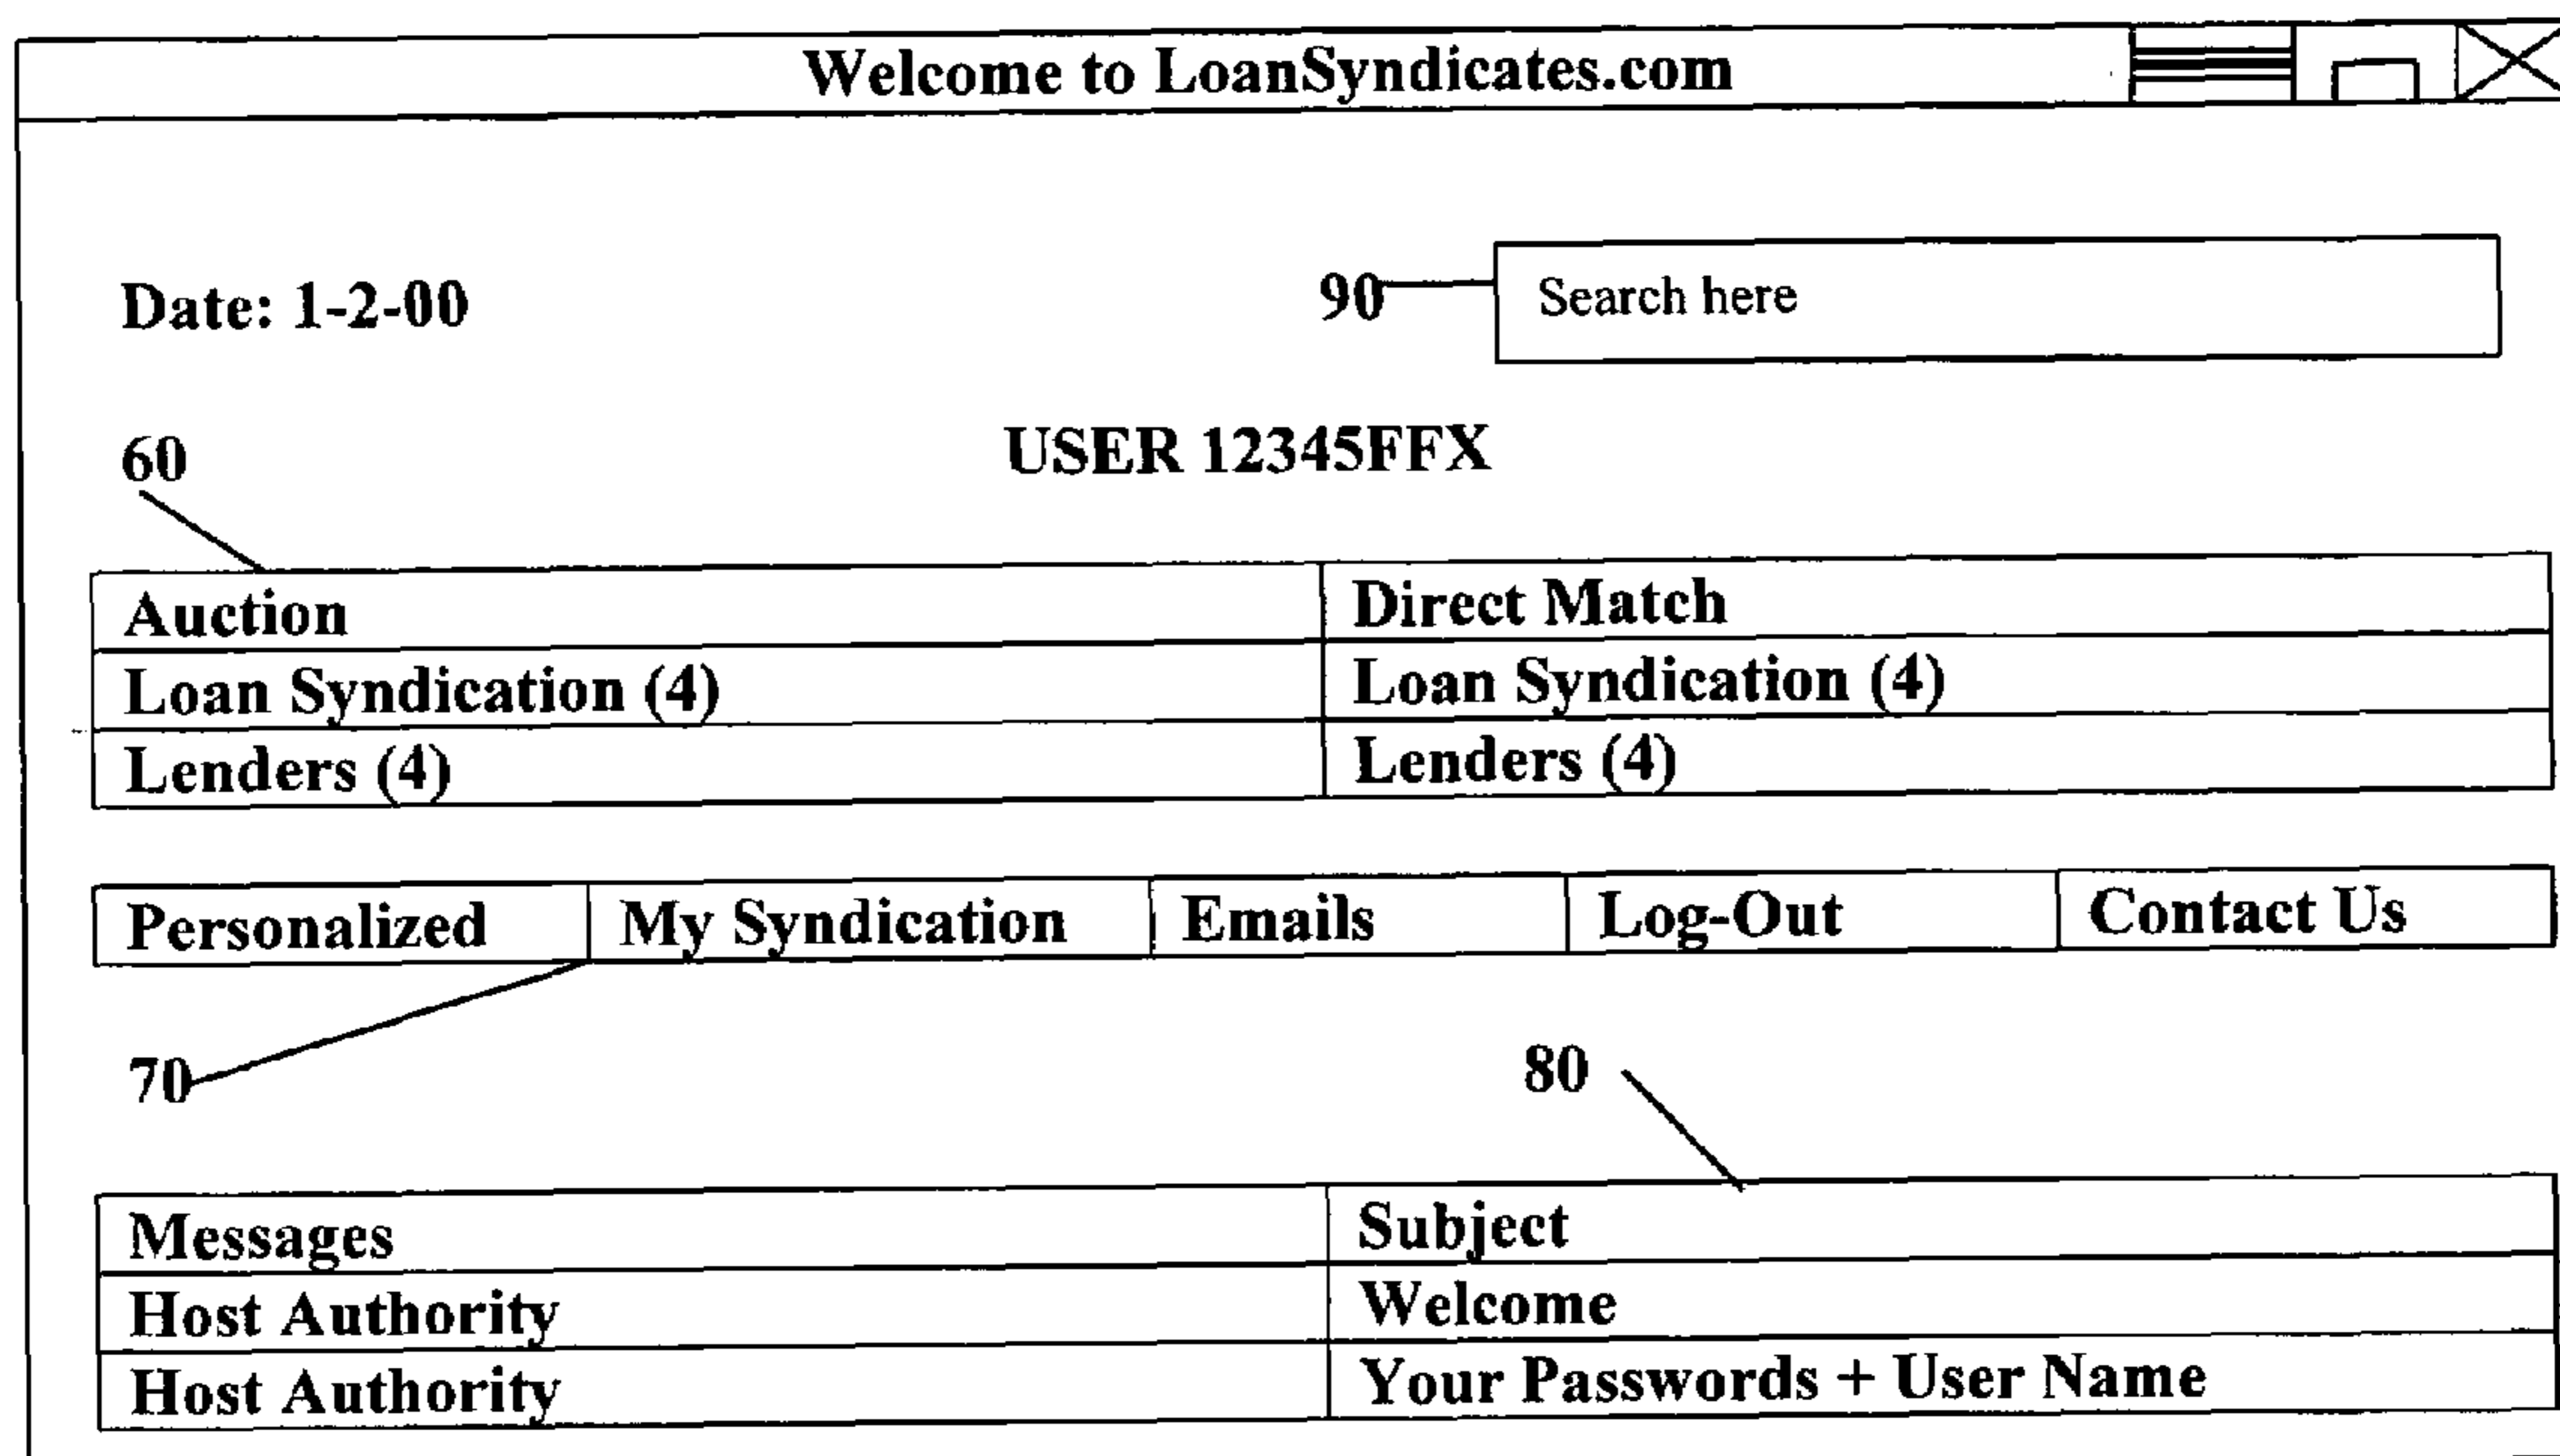 Welcome to LoanSyndicates.com
Date: 1-2-00
90
Search here
60
USER 12345FFX
Auction Direct Match
Loan Syndication (4) Loan Syndication (4)
Lenders (4) Lenders (4)
Personalized My Syndication Emails Log-Out Contact Us
70
80
Messages Subject
Host Authority Welcome
Host Authority Your Passwords + User Name